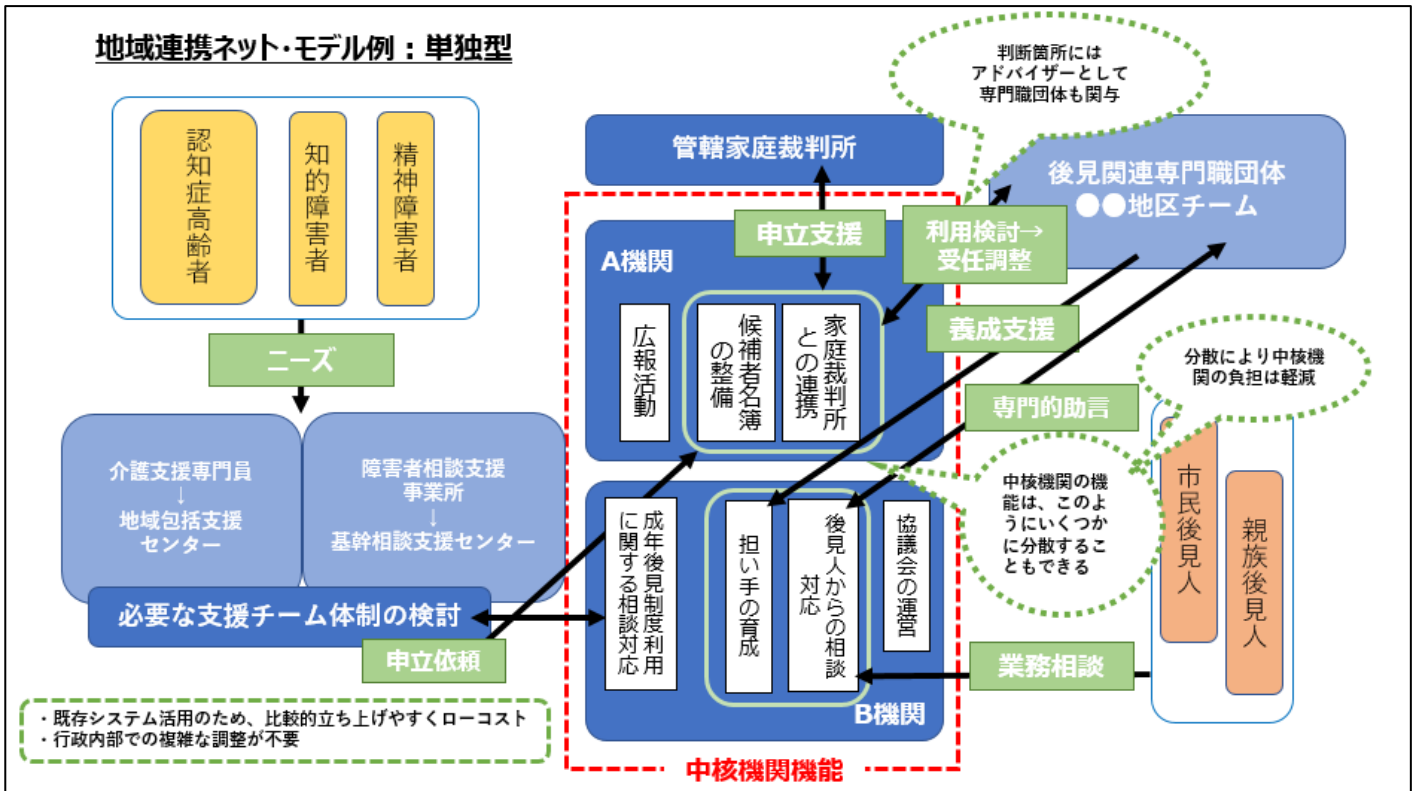 地域連携ネット・モデル例：単独型
認知症高齢者
知的障害者
精神障害者
ニーズ
介護支援専門員
↓
地域包括支援
センター
障害者相談支援
事業所
↓
基幹相談支援センター
必要な支援チーム体制の検討
申立依頼
・既存システム活用のため、比較的立ち上げやすくローコスト
・行政内部での複雑な調整が不要
管轄家庭裁判所
申立支援
A機関
広報活動
候補者名簿
の整備
家庭裁判所
との連携
成年後見制度利用
に関する相談対応
担い手の育成
後見人からの相談
対応
協議会の運営
B機関
中核機関機能
判断箇所には
アドバイザーとして
専門職団体も関与
後見関連専門職団体
●●地区チーム
利用検討→
受任調整
養成支援
専門的助言
分散により中核機
関の負担は軽減
中核機関の機
能は、このよ
うにいくつか
に分散するこ
ともできる
市民後見人
親族後見人
業務相談